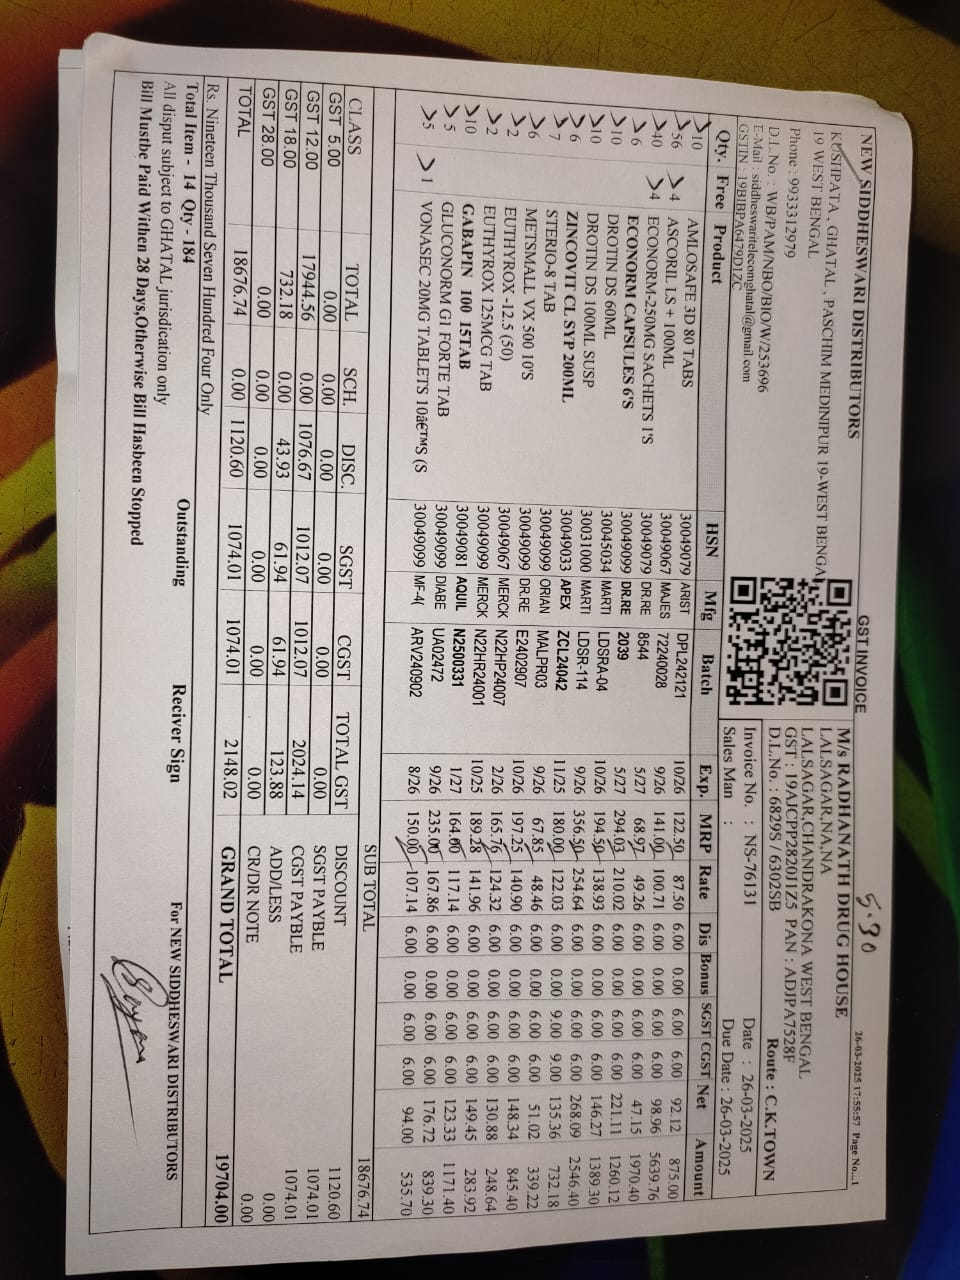 26-03-2025 17:55:57 Page No...1
5.30
NEW SIDDHESWARI DISTRIBUTORS
GST INVOICE
KUSHPATA, GHATAL, PASCHIM MEDINIPUR 19-WEST BENGAL
19 WEST BENGAL
Phone : 9933312979
D.L. No. : WB/PAM/NBO/BIO/W/253696
E-Mail : siddheswaritelecomghatal@gmail.com
GSTIN : 19BIBPA6479D1ZC
M/s RADHANATH DRUG HOUSE
LALSAGAR,NA,NA
LALSAGAR,CHANDRAKONA WEST BENGAL
GST : 19AJCPP2820J1Z5 PAN : ADJPA7528F
D.L.No. : 6829S / 6302SB
Route : C.K.TOWN
Invoice No. : NS-76131 Date : 26-03-2025
Sales Man : Due Date : 26-03-2025
Qty. Free Product HSN Mfg Batch Exp. MRP Rate Dis Bonus SGST CGST Net Amount
10 AMLOSAFE 3D 80 TABS 30049079 ARIST DPL242121 10/26 122.50 87.50 6.00 0.00 6.00 6.00 92.12 875.00
56 4 ASCORIL LS + 100ML 30049067 MAJES 72240028 9/26 141.00 100.71 6.00 0.00 6.00 6.00 98.96 5639.76
40 4 ECONORM-250MG SACHETS 1'S 30049079 DR.RE 8544 5/27 68.97 49.26 6.00 0.00 6.00 6.00 47.15 1970.40
6 ECONORM CAPSULES 6'S 30049099 DR.RE 2039 5/27 294.03 210.02 6.00 0.00 6.00 6.00 221.11 1260.12
10 DROTIN DS 60ML 30045034 MARTI LDSRA-04 10/26 194.50 138.93 6.00 0.00 6.00 6.00 146.27 1389.30
10 DROTIN DS 100ML SUSP 30031000 MARTI LDSR-114 9/26 356.50 254.64 6.00 0.00 6.00 6.00 268.09 2546.40
6 ZINCOVIT CL SYP 200ML 30049033 APEX ZCL24042 11/25 180.00 122.03 6.00 0.00 9.00 9.00 135.36 732.18
7 STERIO-8 TAB 30049099 ORIAN MALPR03 9/26 67.85 48.46 6.00 0.00 6.00 6.00 51.02 339.22
6 METSMALL VX 500 10'S 30049099 DR.RE E2402907 10/26 197.25 140.90 6.00 0.00 6.00 6.00 148.34 845.40
2 EUTHYROX -12.5 (50) 30049067 MERCK N22HP24007 2/26 165.76 124.32 6.00 0.00 6.00 6.00 130.88 248.64
2 EUTHYROX 125MCG TAB 30049099 MERCK N22HR24001 10/25 189.28 141.96 6.00 0.00 6.00 6.00 149.45 283.92
10 GABAPIN 100 15TAB 30049081 AQUIL N2500331 1/27 164.00 117.14 6.00 0.00 6.00 6.00 123.33 1171.40
5 GLUCONORM G1 FORTE TAB 30049099 DIABE UA02472 9/26 235.00 167.86 6.00 0.00 6.00 6.00 176.72 839.30
5 1 VONASEC 20MG TABLETS 10â€™S (S 30049099 MF-4( ARV240902 8/26 150.00 107.14 6.00 0.00 6.00 6.00 94.00 535.70
CLASS TOTAL SCH. DISC. SGST CGST TOTAL GST
GST 5.00 0.00 0.00 0.00 0.00 0.00 0.00
GST 12.00 17944.56 0.00 1076.67 1012.07 1012.07 2024.14
GST 18.00 732.18 0.00 43.93 61.94 61.94 123.88
GST 28.00 0.00 0.00 0.00 0.00 0.00 0.00
TOTAL 18676.74 0.00 1120.60 1074.01 1074.01 2148.02
SUB TOTAL 18676.74
DISCOUNT 1120.60
SGST PAYBLE 1074.01
CGST PAYBLE 1074.01
ADD/LESS 0.00
CR/DR NOTE 0.00
GRAND TOTAL 19704.00
Rs. Nineteen Thousand Seven Hundred Four Only
Total Item - 14 Qty - 184 Outstanding Reciver Sign For NEW SIDDHESWARI DISTRIBUTORS
All disput subject to GHATAL jurisdication only
Bill Mustbe Paid Withen 28 Days,Otherwise Bill Hasbeen Stopped